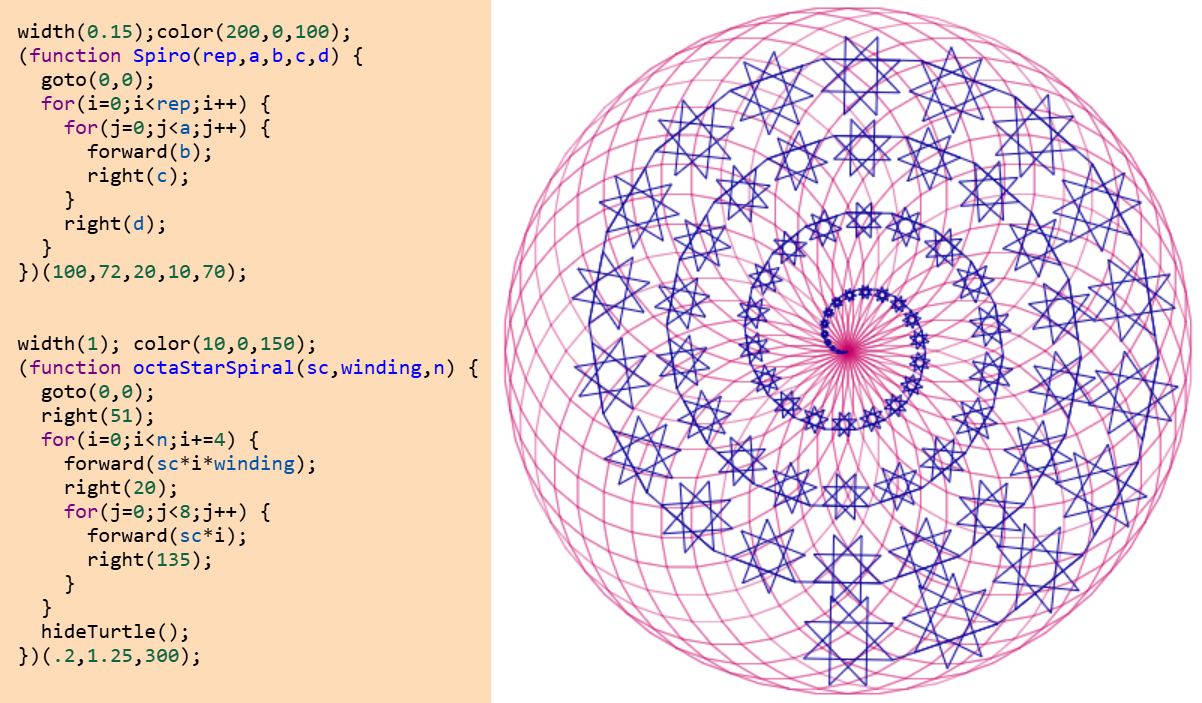 width(0.15);color(200,0,100);
(function Spiro(rep,a,b,c,d) {
  goto(0,0);
  for(i=0;i<rep;i++) {
    for(j=0;j<a;j++) {
      forward(b);
      right(c);
    }
    right(d);
  }
})(100,72,20,10,70);
width(1); color(10,0,150);
(function octaStarSpiral(sc,winding,n) {
  goto(0,0);
  right(51);
  for(i=0;i<n;i+=4) {
    forward(sc*i*winding);
    right(20);
    for(j=0;j<8;j++) {
      forward(sc*i);
      right(135);
    }
  }
  hideTurtle();
})(.2,1.25,300);